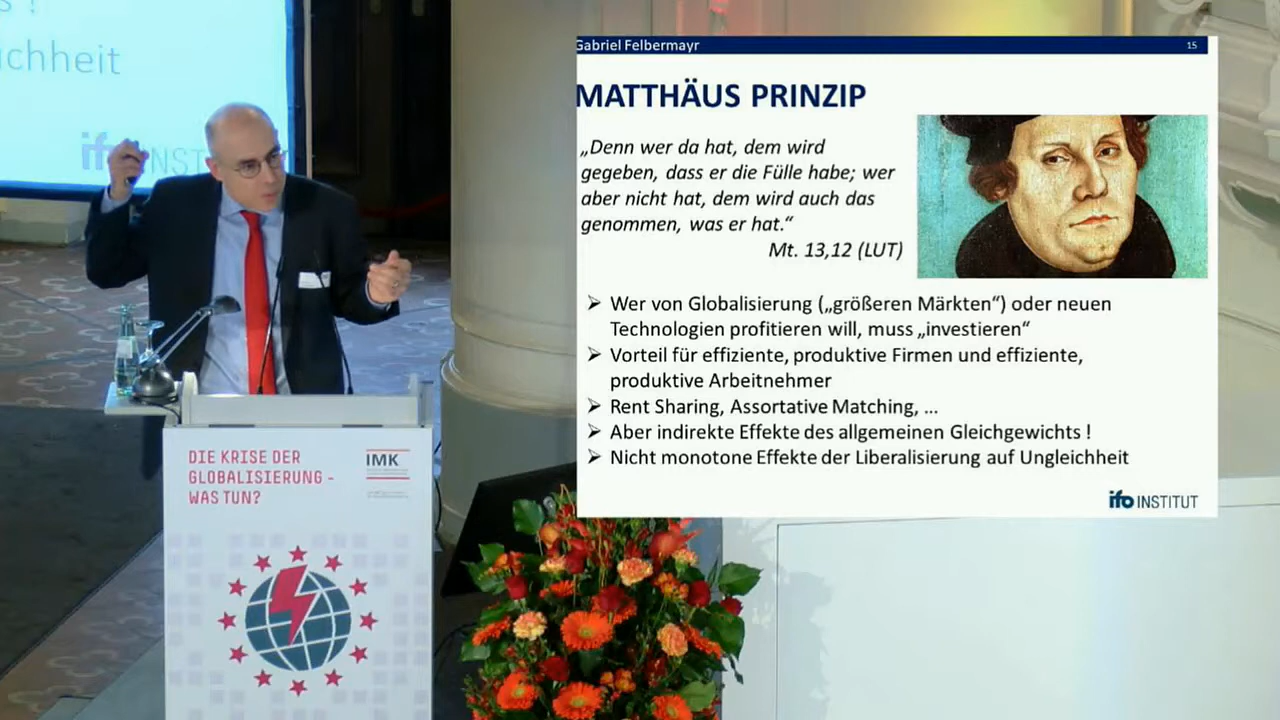 s !
chheit
ifo INSTIT
Gabriel Felbermayr
15
MATTHÄUS PRINZIP
„Denn wer da hat, dem wird
gegeben, dass er die Fülle habe; wer
aber nicht hat, dem wird auch das
genommen, was er hat.“
Mt. 13,12 (LUT)
➢ Wer von Globalisierung („größeren Märkten“) oder neuen
Technologien profitieren will, muss „investieren“
➢ Vorteil für effiziente, produktive Firmen und effiziente,
produktive Arbeitnehmer
➢ Rent Sharing, Assortative Matching, ...
➢ Aber indirekte Effekte des allgemeinen Gleichgewichts !
➢ Nicht monotone Effekte der Liberalisierung auf Ungleichheit
ifo INSTITUT
DIE KRISE DER
GLOBALISIERUNG -
WAS TUN?
IMK